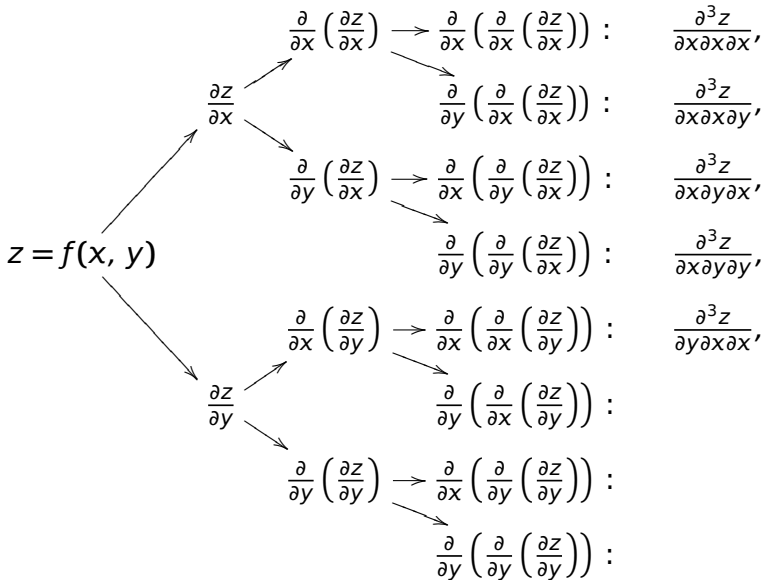 ∂/∂x (∂z/∂x) ⟶ ∂/∂x (∂/∂x (∂z/∂x)) : ∂³z/∂x∂x∂x,
∂z/∂x ∂/∂y (∂/∂x (∂z/∂x)) : ∂³z/∂x∂x∂y,
∂/∂y (∂z/∂x) ⟶ ∂/∂x (∂/∂y (∂z/∂x)) : ∂³z/∂x∂y∂x,
z = f(x, y) ∂/∂y (∂/∂y (∂z/∂x)) : ∂³z/∂x∂y∂y,
∂/∂x (∂z/∂y) ⟶ ∂/∂x (∂/∂x (∂z/∂y)) : ∂³z/∂y∂x∂x,
∂z/∂y ∂/∂y (∂/∂x (∂z/∂y)) :
∂/∂y (∂z/∂y) ⟶ ∂/∂x (∂/∂y (∂z/∂y)) :
∂/∂y (∂/∂y (∂z/∂y)) :